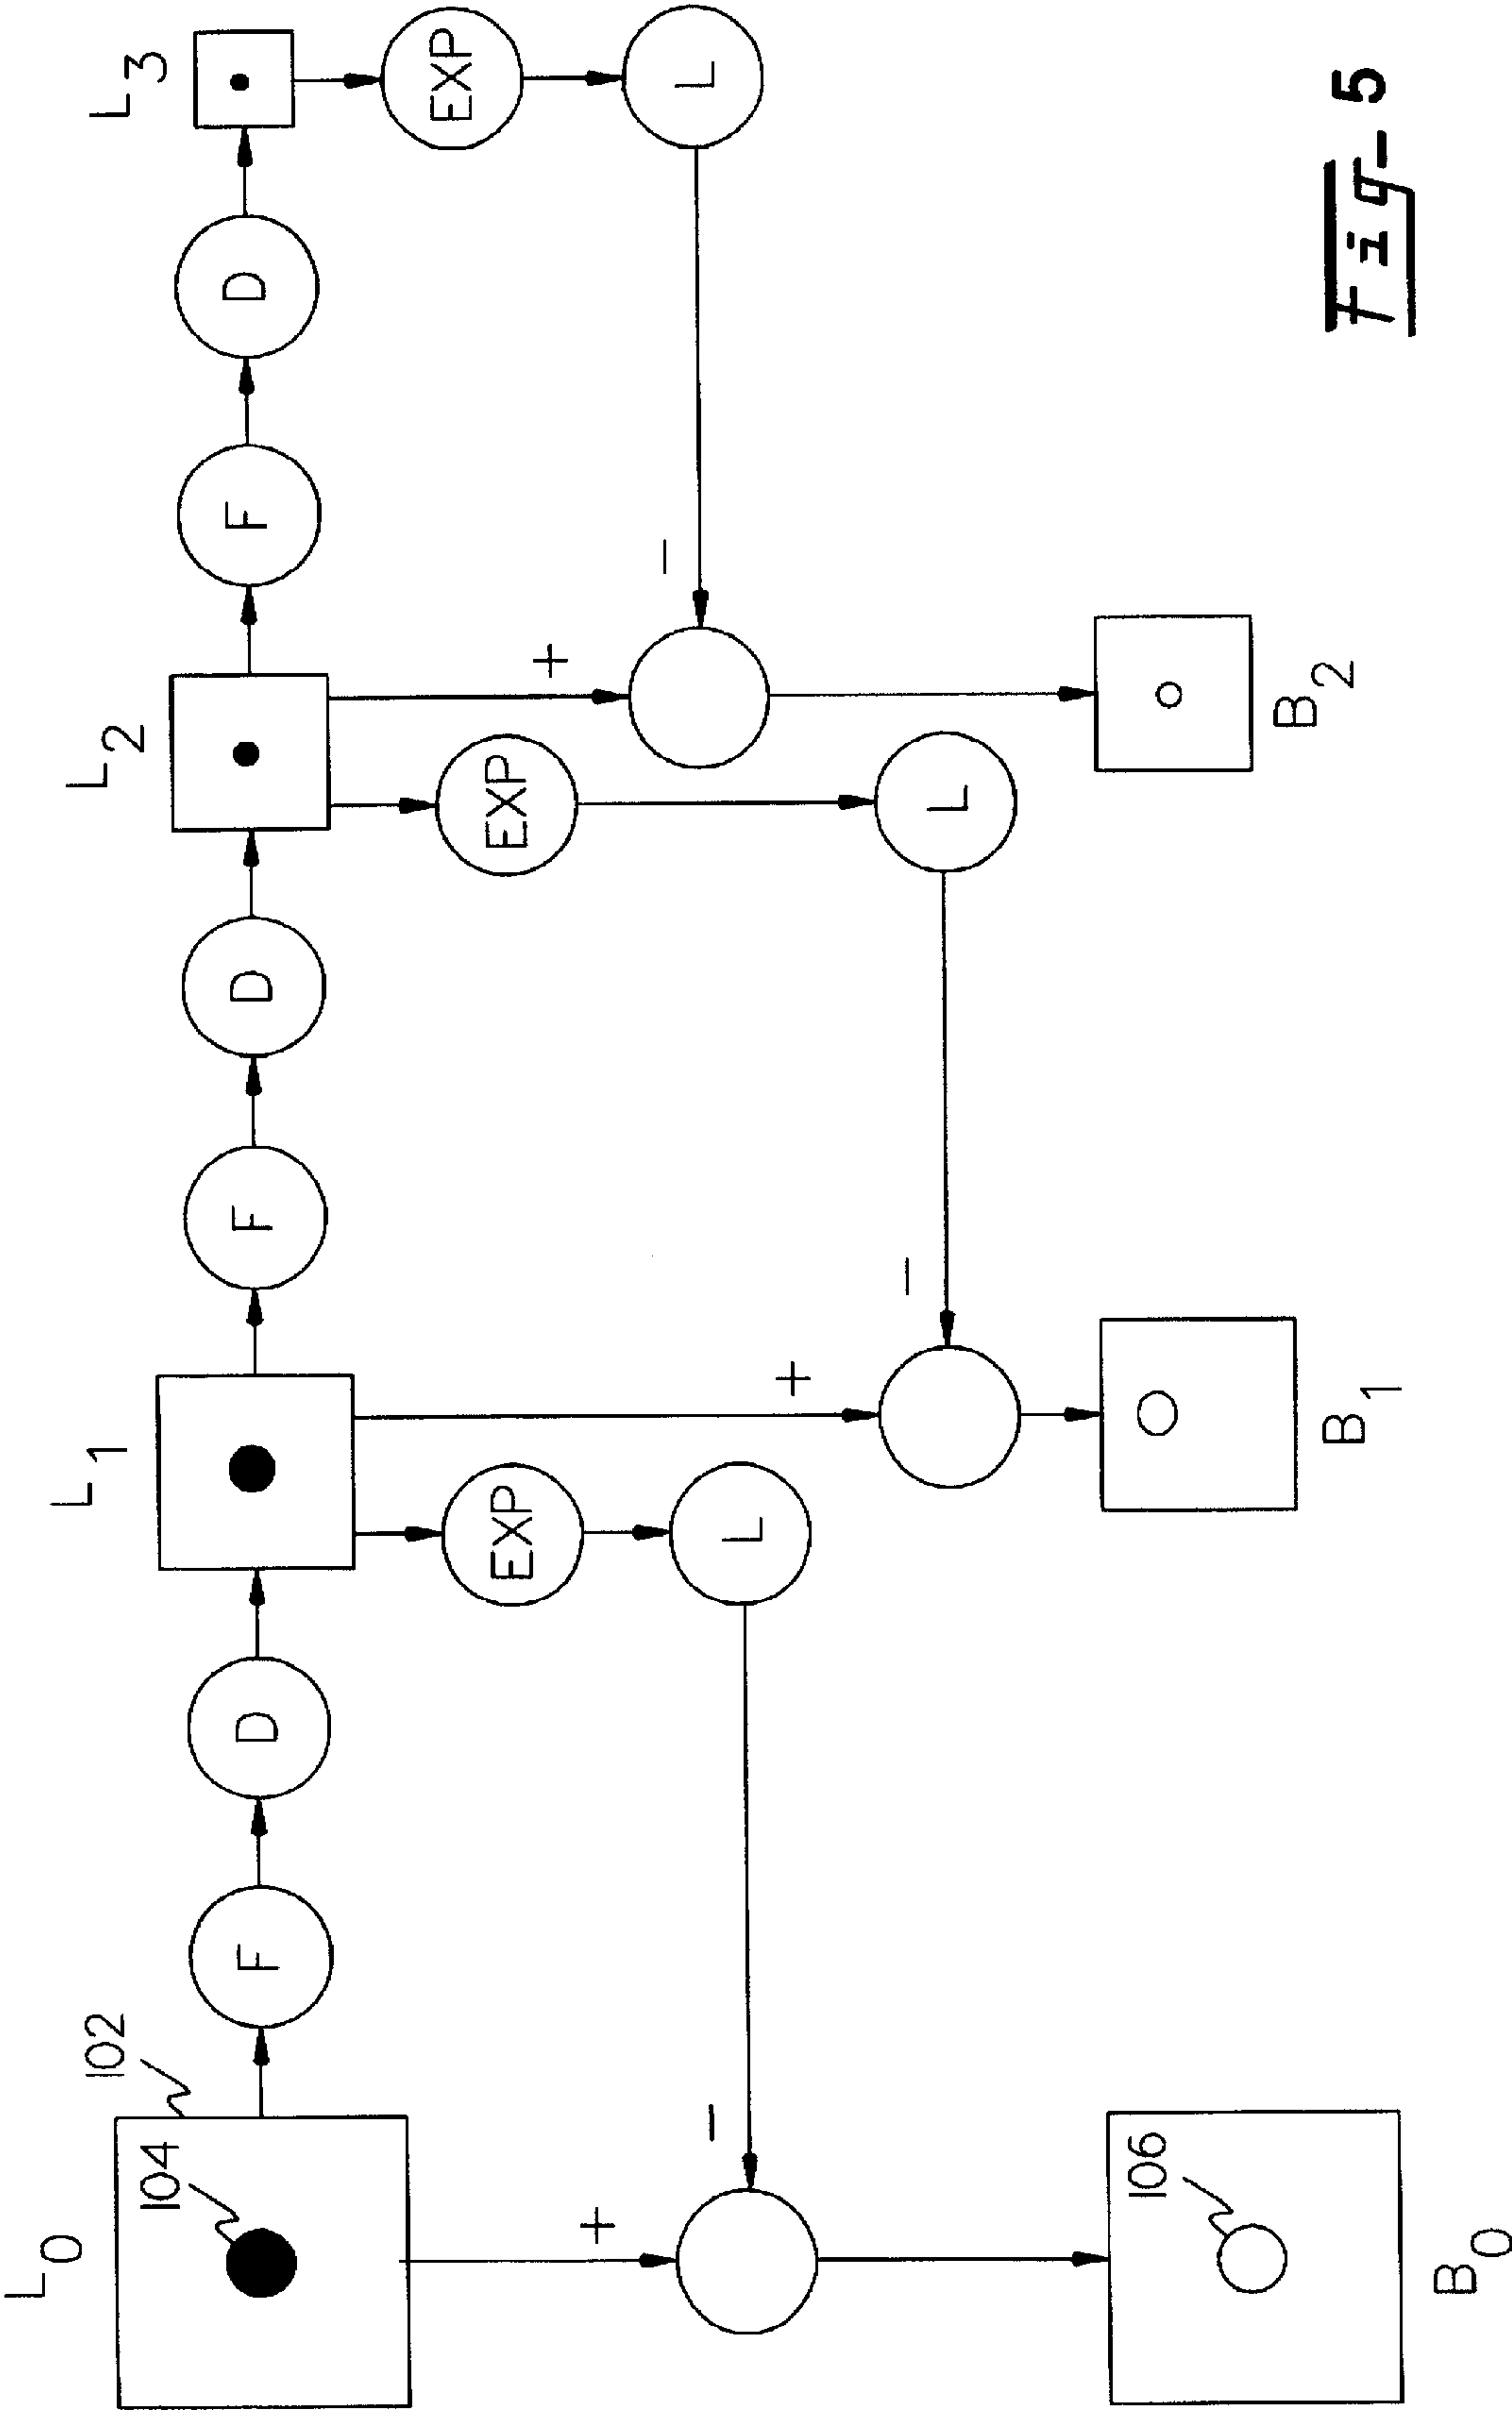 L0 L1 L2 L3
102
104
F D F D F D
EXP EXP EXP
+ +
L - - L
+ - L
106
B0 B1 B2
Fig-5